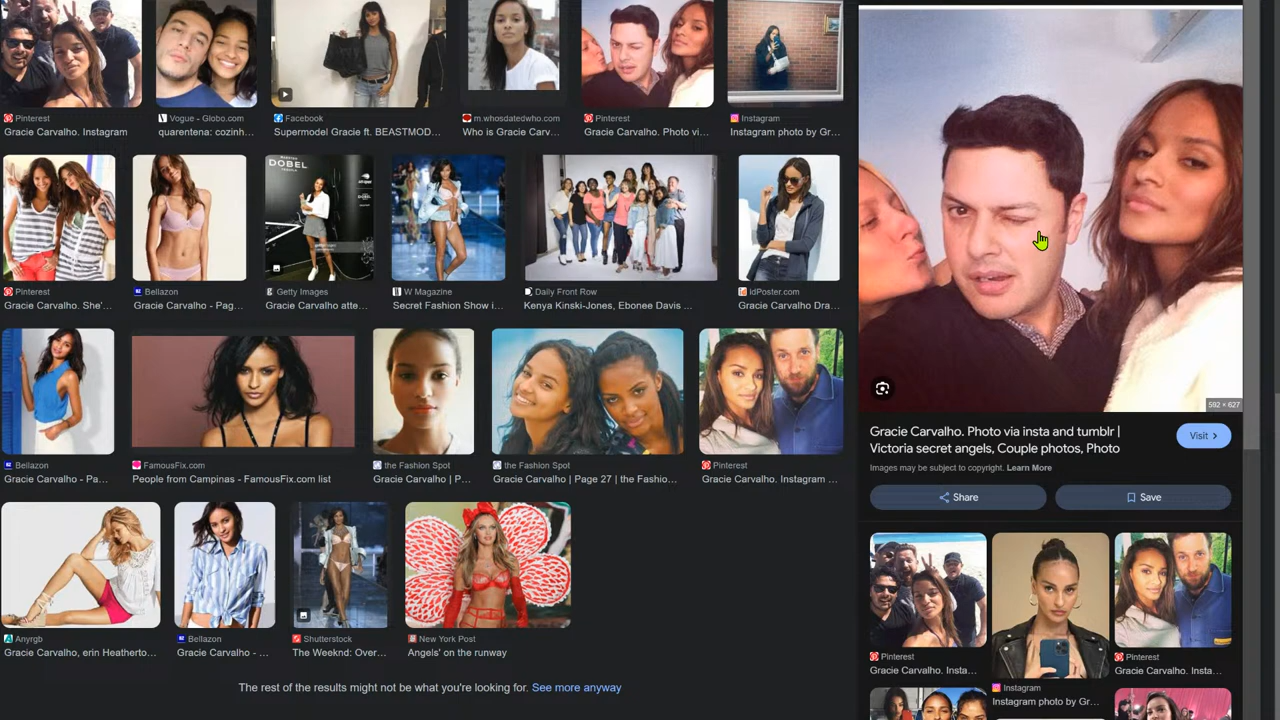 Pinterest
Gracie Carvalho. Instagram
Vogue - Globo.com
quarentena: cozinh...
Facebook
Supermodel Gracie ft. BEASTMOD...
m.whosdatedwho.com
Who is Gracie Carv...
Pinterest
Gracie Carvalho. Photo vi...
Instagram
Instagram photo by Gr...
DOBEL
Pinterest
Gracie Carvalho. She'...
Bellazon
Gracie Carvalho - Pag...
Getty Images
Gracie Carvalho atte...
W Magazine
Secret Fashion Show i...
Daily Front Row
Kenya Kinski-Jones, Ebonee Davis ...
idPoster.com
Gracie Carvalho Dra...
Bellazon
Gracie Carvalho - Pa...
FamousFix.com
People from Campinas - FamousFix.com list
the Fashion Spot
Gracie Carvalho | P...
the Fashion Spot
Gracie Carvalho | Page 27 | the Fashio...
Pinterest
Gracie Carvalho. Instagram ...
Anyrgb
Gracie Carvalho, erin Heatherto...
Bellazon
Gracie Carvalho - ...
Shutterstock
The Weeknd: Over...
New York Post
Angels' on the runway
The rest of the results might not be what you're looking for. See more anyway
592 × 627
Gracie Carvalho. Photo via insta and tumblr |
Victoria secret angels, Couple photos, Photo
Visit
Images may be subject to copyright. Learn More
Share
Save
Pinterest
Gracie Carvalho. Insta...
Instagram
Instagram photo by Gr...
Pinterest
Gracie Carvalho. Insta...